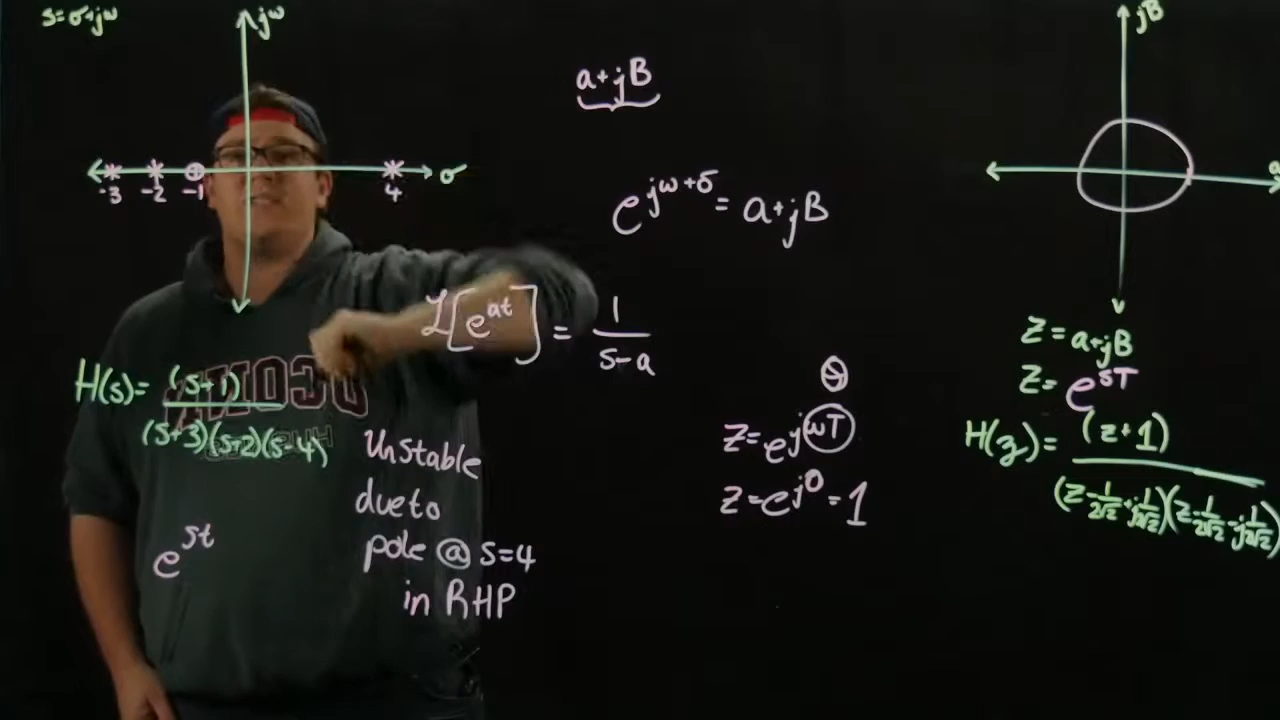 s=σ+jω
jω
-3 -2 -1 4 σ
a+jB
e^{jω+σ} = a+jB
ℒ[e^{at}] = 1/(s-a)
H(s)= (s+1)/((s+3)(s+2)(s-4))
Unstable
due to
pole @ s=4
in RHP
e^{st}
Θ
z=e^{jωT}
z=e^{j0}=1
jB
z=a+jB
z=e^{sT}
H(z)= (z+1)/((z-1/(2√2)+j1/(2√2))(z-1/(2√2)-j1/(2√2))